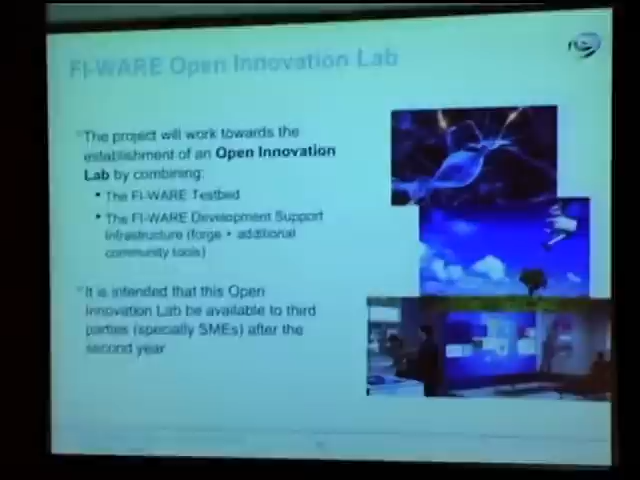 FI-WARE Open Innovation Lab
The project will work towards the
establishment of an Open Innovation
Lab by combining:
• The FI-WARE Testbed
• The FI-WARE Development Support
Infrastructure (forge + additional
community tools)
It is intended that this Open
Innovation Lab be available to third
parties (specially SMEs) after the
second year